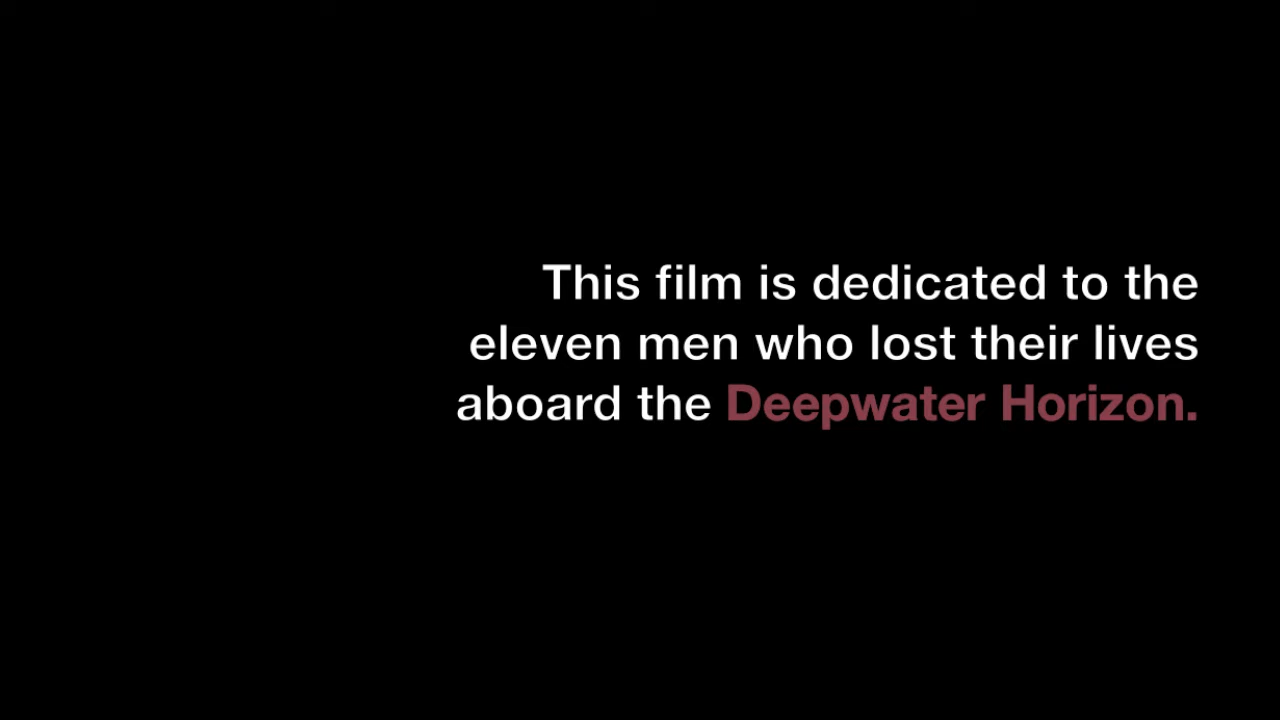 This film is dedicated to the
eleven men who lost their lives
aboard the Deepwater Horizon.